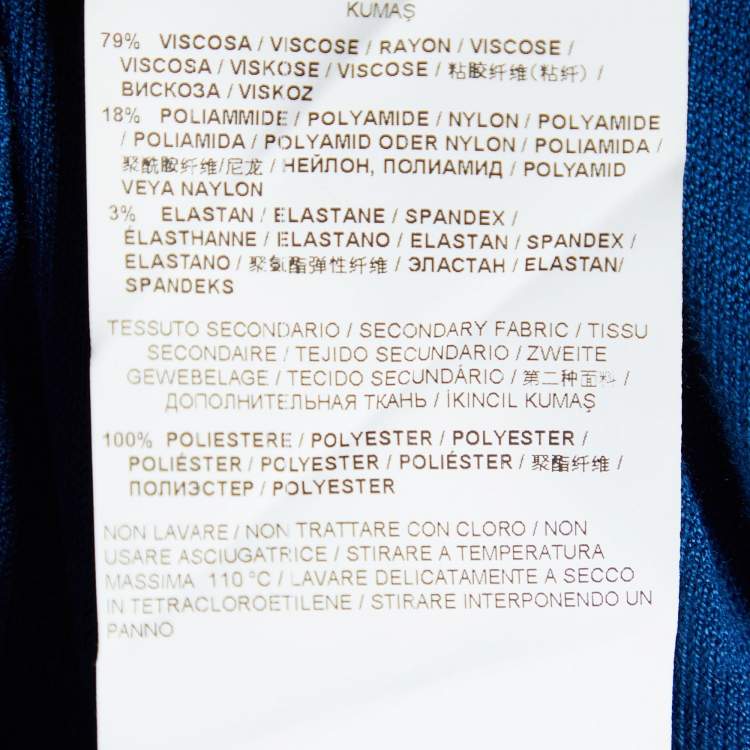 KUMAŞ
79% VISCOSA / VISCOSE / RAYON / VISCOSE /
VISCOSA / VISKOSE / VISCOSE / 粘胶纤维(粘纤) /
ВИСКОЗА / VISKOZ
18% POLIAMMIDE / POLYAMIDE / NYLON / POLYAMIDE
/ POLIAMIDA / POLYAMID ODER NYLON / POLIAMIDA /
聚酰胺纤维/尼龙 / НЕЙЛОН, ПОЛИАМИД / POLYAMID
VEYA NAYLON
3% ELASTAN / ELASTANE / SPANDEX /
ÉLASTHANNE / ELASTANO / ELASTAN / SPANDEX /
ELASTANO / 聚氨酯弹性纤维 / ЭЛАСТАН / ELASTAN/
SPANDEKS
TESSUTO SECONDARIO / SECONDARY FABRIC / TISSU
SECONDAIRE / TEJIDO SECUNDARIO / ZWEITE
GEWEBELAGE / TECIDO SECUNDÁRIO / 第二种面料 /
ДОПОЛНИТЕЛЬНАЯ ТКАНЬ / İKINCIL KUMAŞ
100% POLIESTERE / POLYESTER / POLYESTER /
POLIÉSTER / POLYESTER / POLIÉSTER / 聚酯纤维 /
ПОЛИЭСТЕР / POLYESTER
NON LAVARE / NON TRATTARE CON CLORO / NON
USARE ASCIUGATRICE / STIRARE A TEMPERATURA
MASSIMA 110 °C / LAVARE DELICATAMENTE A SECCO
IN TETRACLOROETILENE / STIRARE INTERPONENDO UN
PANNO